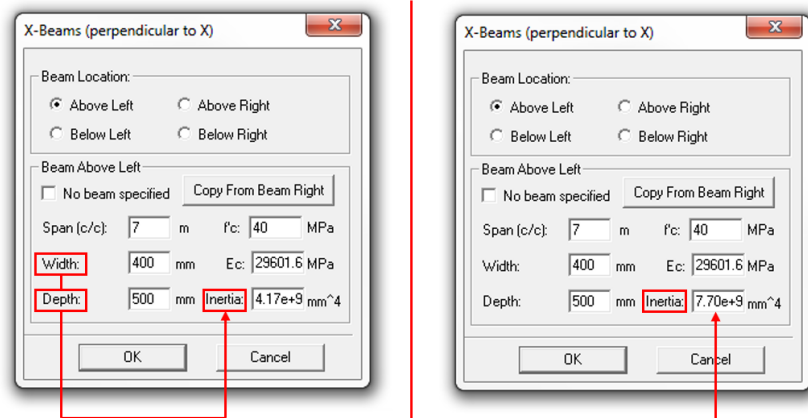 X-Beams (perpendicular to X)
Beam Location:
Above Left Above Right
Below Left Below Right
Beam Above Left
No beam specified Copy From Beam Right
Span (c/c): 7 m f'c: 40 MPa
Width: 400 mm Ec: 29601.6 MPa
Depth: 500 mm Inertia: 4.17e+9 mm^4
OK Cancel
X-Beams (perpendicular to X)
Beam Location:
Above Left Above Right
Below Left Below Right
Beam Above Left
No beam specified Copy From Beam Right
Span (c/c): 7 m f'c: 40 MPa
Width: 400 mm Ec: 29601.6 MPa
Depth: 500 mm Inertia: 7.70e+9 mm^4
OK Cancel